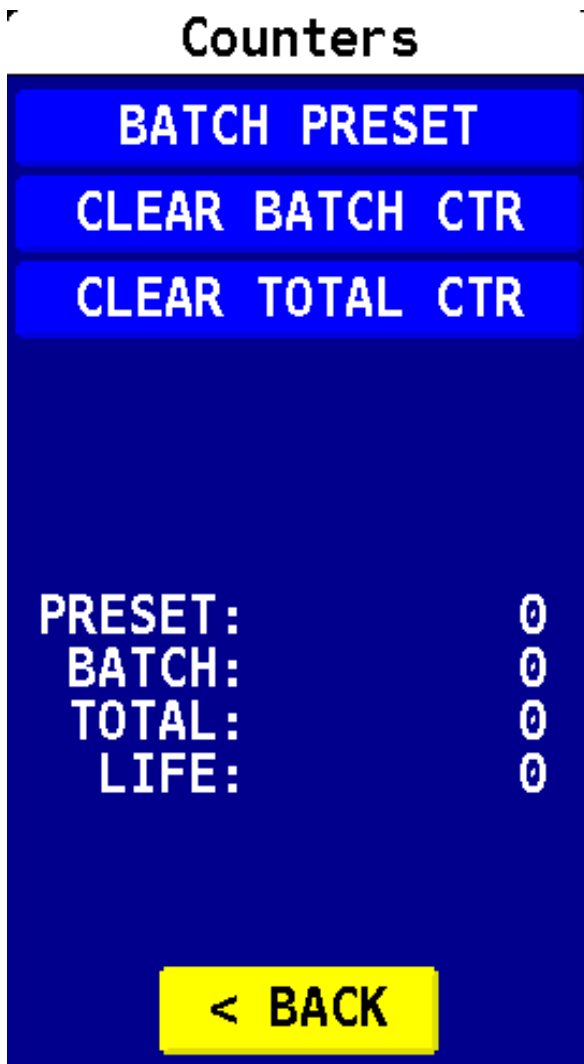 Counters
BATCH PRESET
CLEAR BATCH CTR
CLEAR TOTAL CTR
PRESET: 0
BATCH: 0
TOTAL: 0
LIFE: 0
< BACK